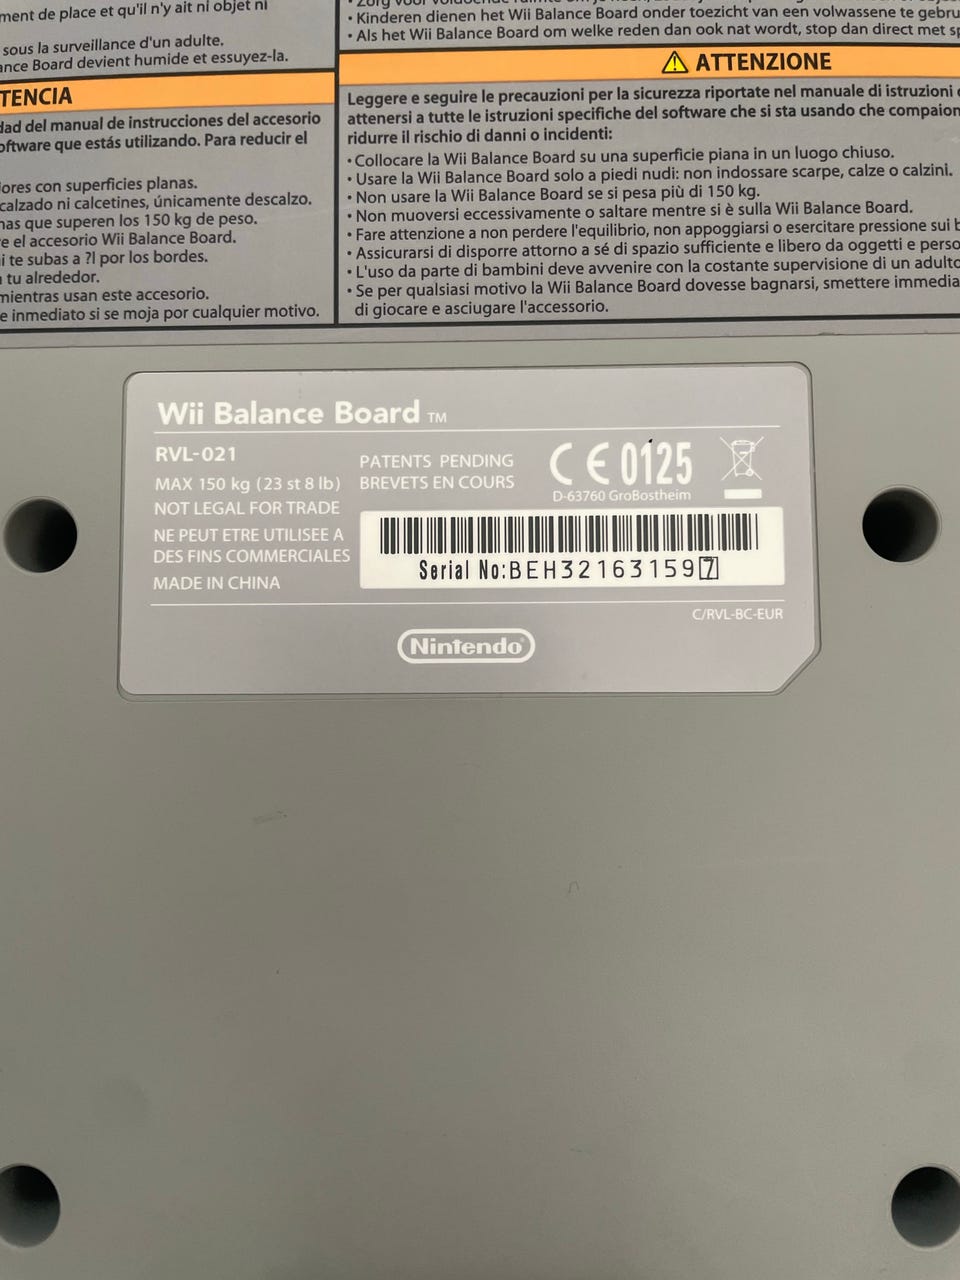 ment de place et qu'il n'y ait ni objet ni
sous la surveillance d'un adulte.
ance Board devient humide et essuyez-la.
TENCIA
dad del manual de instrucciones del accesorio
oftware que estás utilizando. Para reducir el
iores con superficies planas.
calzado ni calcetines, únicamente descalzo.
nas que superen los 150 kg de peso.
e el accesorio Wii Balance Board.
i te subas a ?l por los bordes.
tu alrededor.
mientras usan este accesorio.
e inmediato si se moja por cualquier motivo.
• Kinderen dienen het Wii Balance Board onder toezicht van een volwassene te gebru
• Als het Wii Balance Board om welke reden dan ook nat wordt, stop dan direct met sp
⚠ ATTENZIONE
Leggere e seguire le precauzioni per la sicurezza riportate nel manuale di istruzioni
attenersi a tutte le istruzioni specifiche del software che si sta usando che compaion
ridurre il rischio di danni o incidenti:
• Collocare la Wii Balance Board su una superficie piana in un luogo chiuso.
• Usare la Wii Balance Board solo a piedi nudi: non indossare scarpe, calze o calzini.
• Non usare la Wii Balance Board se si pesa più di 150 kg.
• Non muoversi eccessivamente o saltare mentre si è sulla Wii Balance Board.
• Fare attenzione a non perdere l'equilibrio, non appoggiarsi o esercitare pressione sui b
• Assicurarsi di disporre attorno a sé di spazio sufficiente e libero da oggetti e perso
• L'uso da parte di bambini deve avvenire con la costante supervisione di un adulto
• Se per qualsiasi motivo la Wii Balance Board dovesse bagnarsi, smettere immedia
di giocare e asciugare l'accessorio.
Wii Balance Board TM
RVL-021
MAX 150 kg (23 st 8 lb)
NOT LEGAL FOR TRADE
NE PEUT ETRE UTILISEE A
DES FINS COMMERCIALES
MADE IN CHINA
PATENTS PENDING
BREVETS EN COURS
CE 0125
D-63760 GroBostheim
Serial No:BEH321631597
C/RVL-BC-EUR
Nintendo